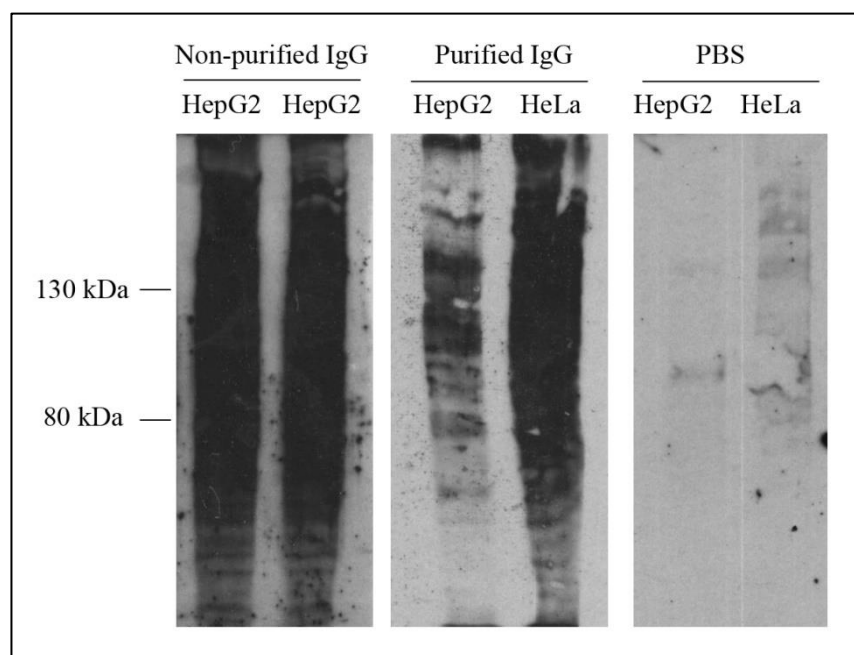 Non-purified IgG Purified IgG PBS
HepG2 HepG2 HepG2 HeLa HepG2 HeLa
130 kDa
80 kDa